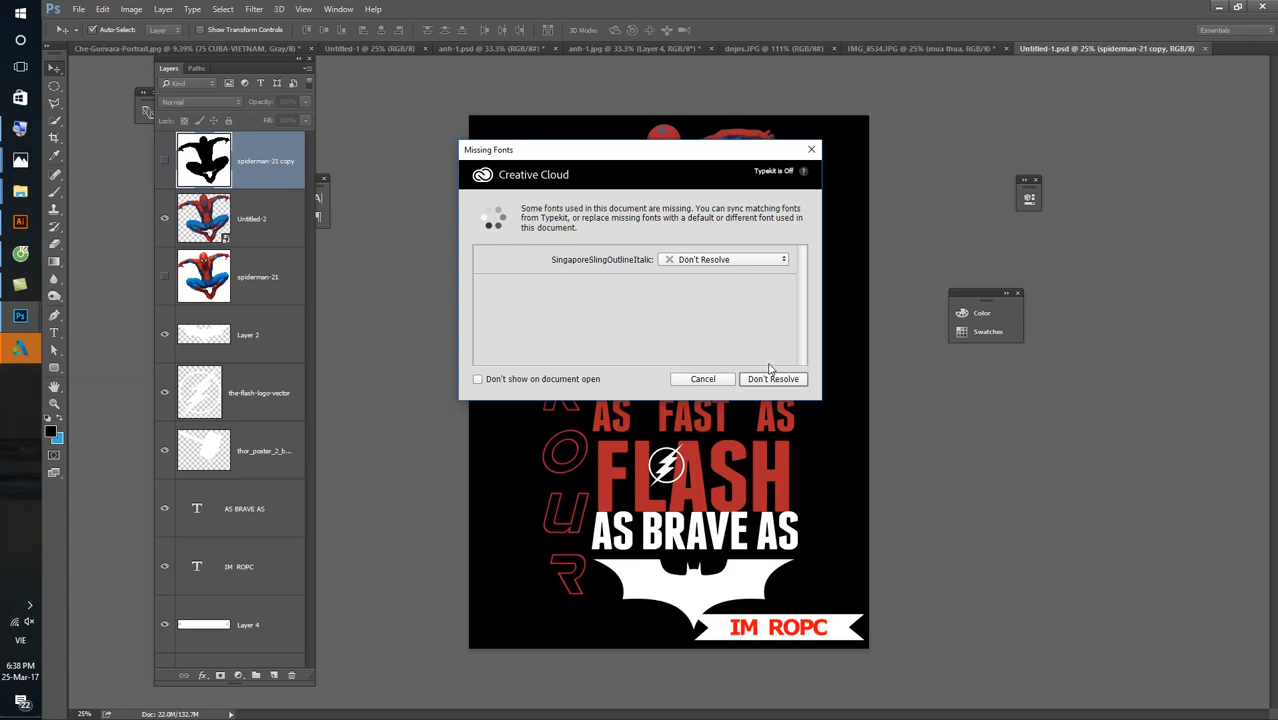 Ps File Edit Image Layer Type Select Filter 3D View Window Help
Auto-Select: Layer Show Transform Controls 3D Mode: Essentials
Che-Guevara-Portrait.jpg @ 9.39% (75 CUBA-VIETNAM, Gray/8) * × Untitled-1 @ 25% (RGB/8) × anh-1.psd @ 33.3% (RGB/8#) * × anh-1.jpg @ 33.3% (Layer 4, RGB/8*) * × dnjns.JPG @ 111% (RGB/8#) × IMG_8534.JPG @ 25% (mua thua, RGB/8) * × Untitled-1.psd @ 25% (spiderman-21 copy, RGB/8) ×
Layers Paths
Kind
Normal Opacity: 100%
Lock: Fill: 100%
spiderman-21 copy
Untitled-2
spiderman-21
Layer 2
the-flash-logo-vector
thor_poster_2_b...
T AS BRAVE AS
T IM ROPC
Layer 4
Missing Fonts
Creative Cloud Typekit is Off ?
Some fonts used in this document are missing. You can sync matching fonts
from Typekit, or replace missing fonts with a default or different font used in
this document.
SingaporeSlingOutlineItalic: Don't Resolve
Don't show on document open Cancel Don't Resolve
Color
Swatches
O
U
R
AS FAST AS
FLASH
AS BRAVE AS
IM ROPC
Ai
Ps
VIE
6:38 PM
25-Mar-17
22
25% Doc: 22.0M/132.7M